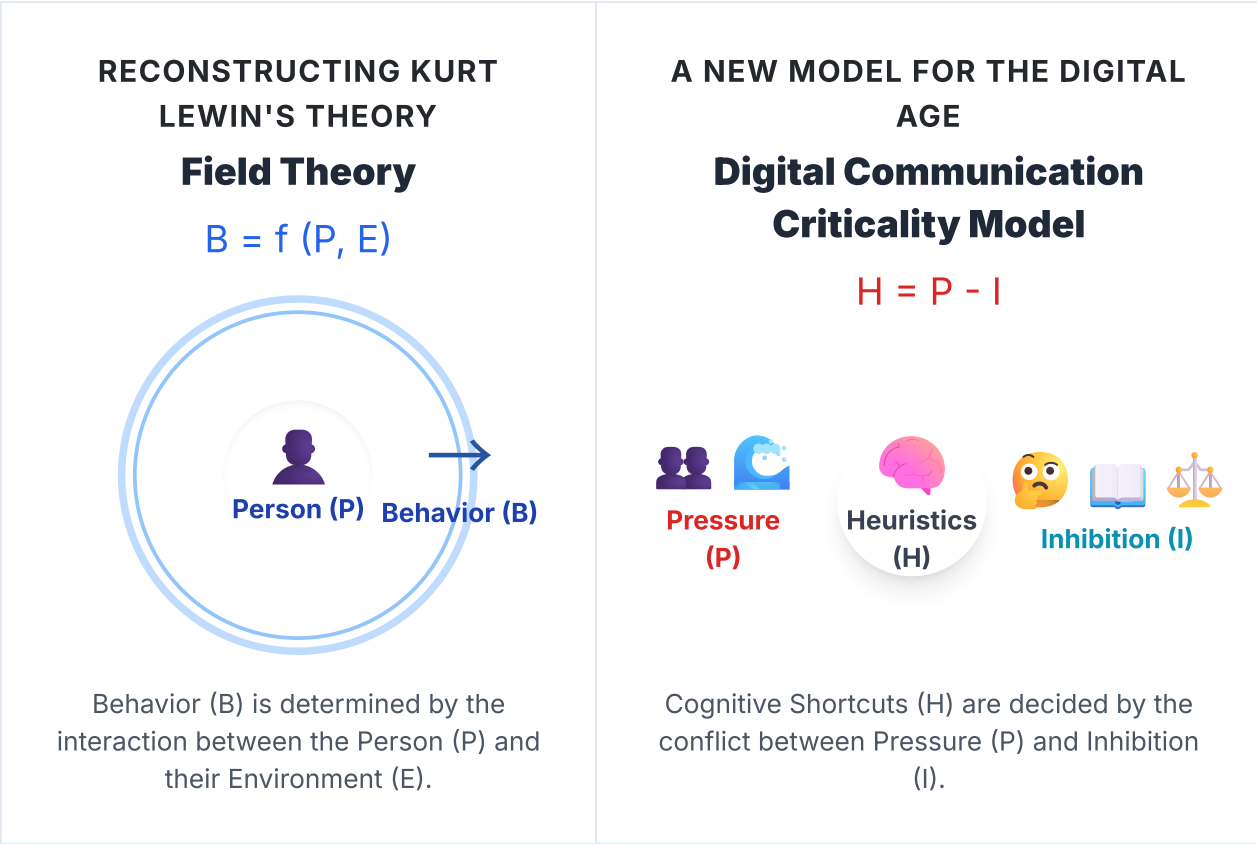 RECONSTRUCTING KURT
LEWIN'S THEORY
Field Theory
B = f (P, E)
Person (P)
Behavior (B)
Behavior (B) is determined by the
interaction between the Person (P) and
their Environment (E).
A NEW MODEL FOR THE DIGITAL
AGE
Digital Communication
Criticality Model
H = P - I
Pressure
(P)
Heuristics
(H)
Inhibition (I)
Cognitive Shortcuts (H) are decided by the
conflict between Pressure (P) and Inhibition
(I).